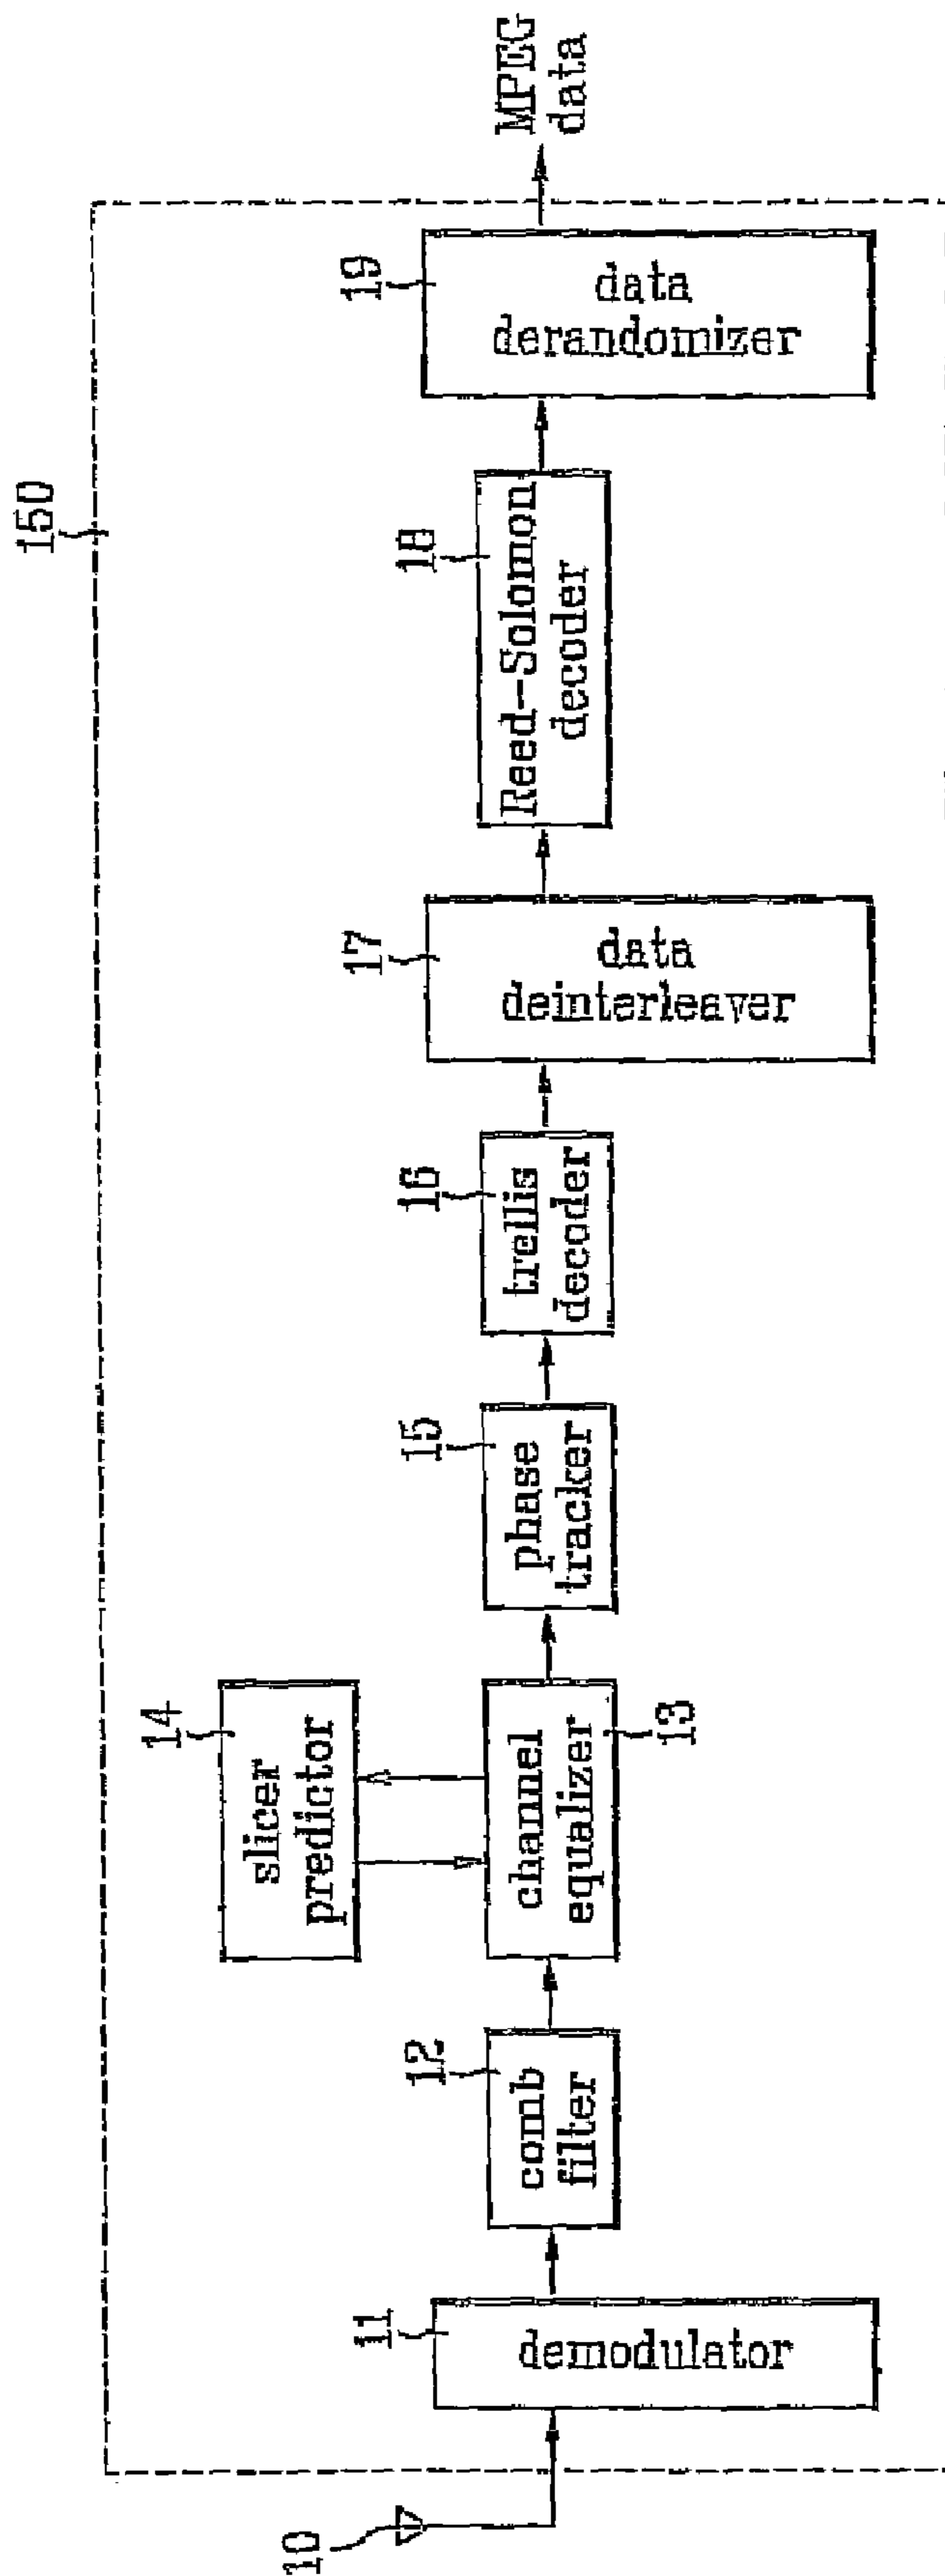 150
10
11
demodulator
12
comb
filter
14
slicer
predictor
channel
equalizer
13
15
phase
tracker
16
trellis
decoder
17
data
deinterleaver
18
Reed-Solomon
decoder
19
data
derandomizer
MPEG
data